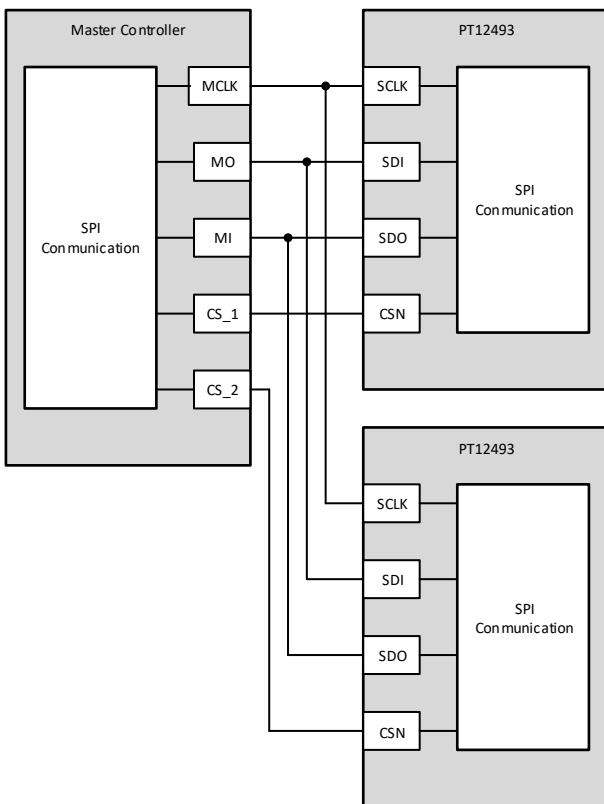 Master Controller
PT12493
MCLK
SCLK
MO
SDI
SPI
Communication
MI
SDO
SPI
Communication
CS_1
CSN
CS_2
PT12493
SCLK
SDI
SPI
Communication
SDO
CSN